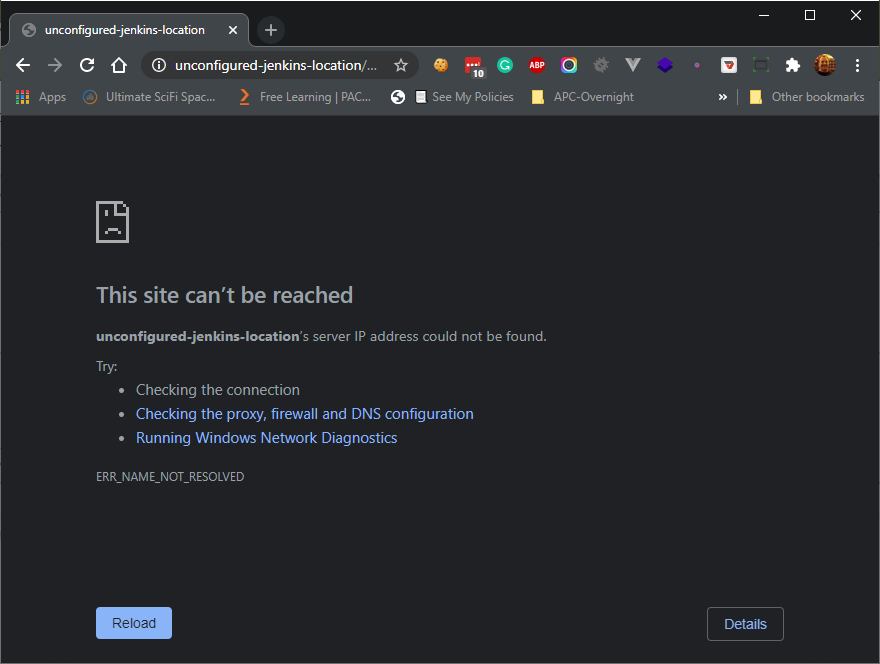 unconfigured-jenkins-location
unconfigured-jenkins-location/...
10
ABP
Apps
Ultimate SciFi Spac...
Free Learning | PAC...
See My Policies
APC-Overnight
»
Other bookmarks
This site can’t be reached
unconfigured-jenkins-location’s server IP address could not be found.
Try:
• Checking the connection
• Checking the proxy, firewall and DNS configuration
• Running Windows Network Diagnostics
ERR_NAME_NOT_RESOLVED
Reload
Details